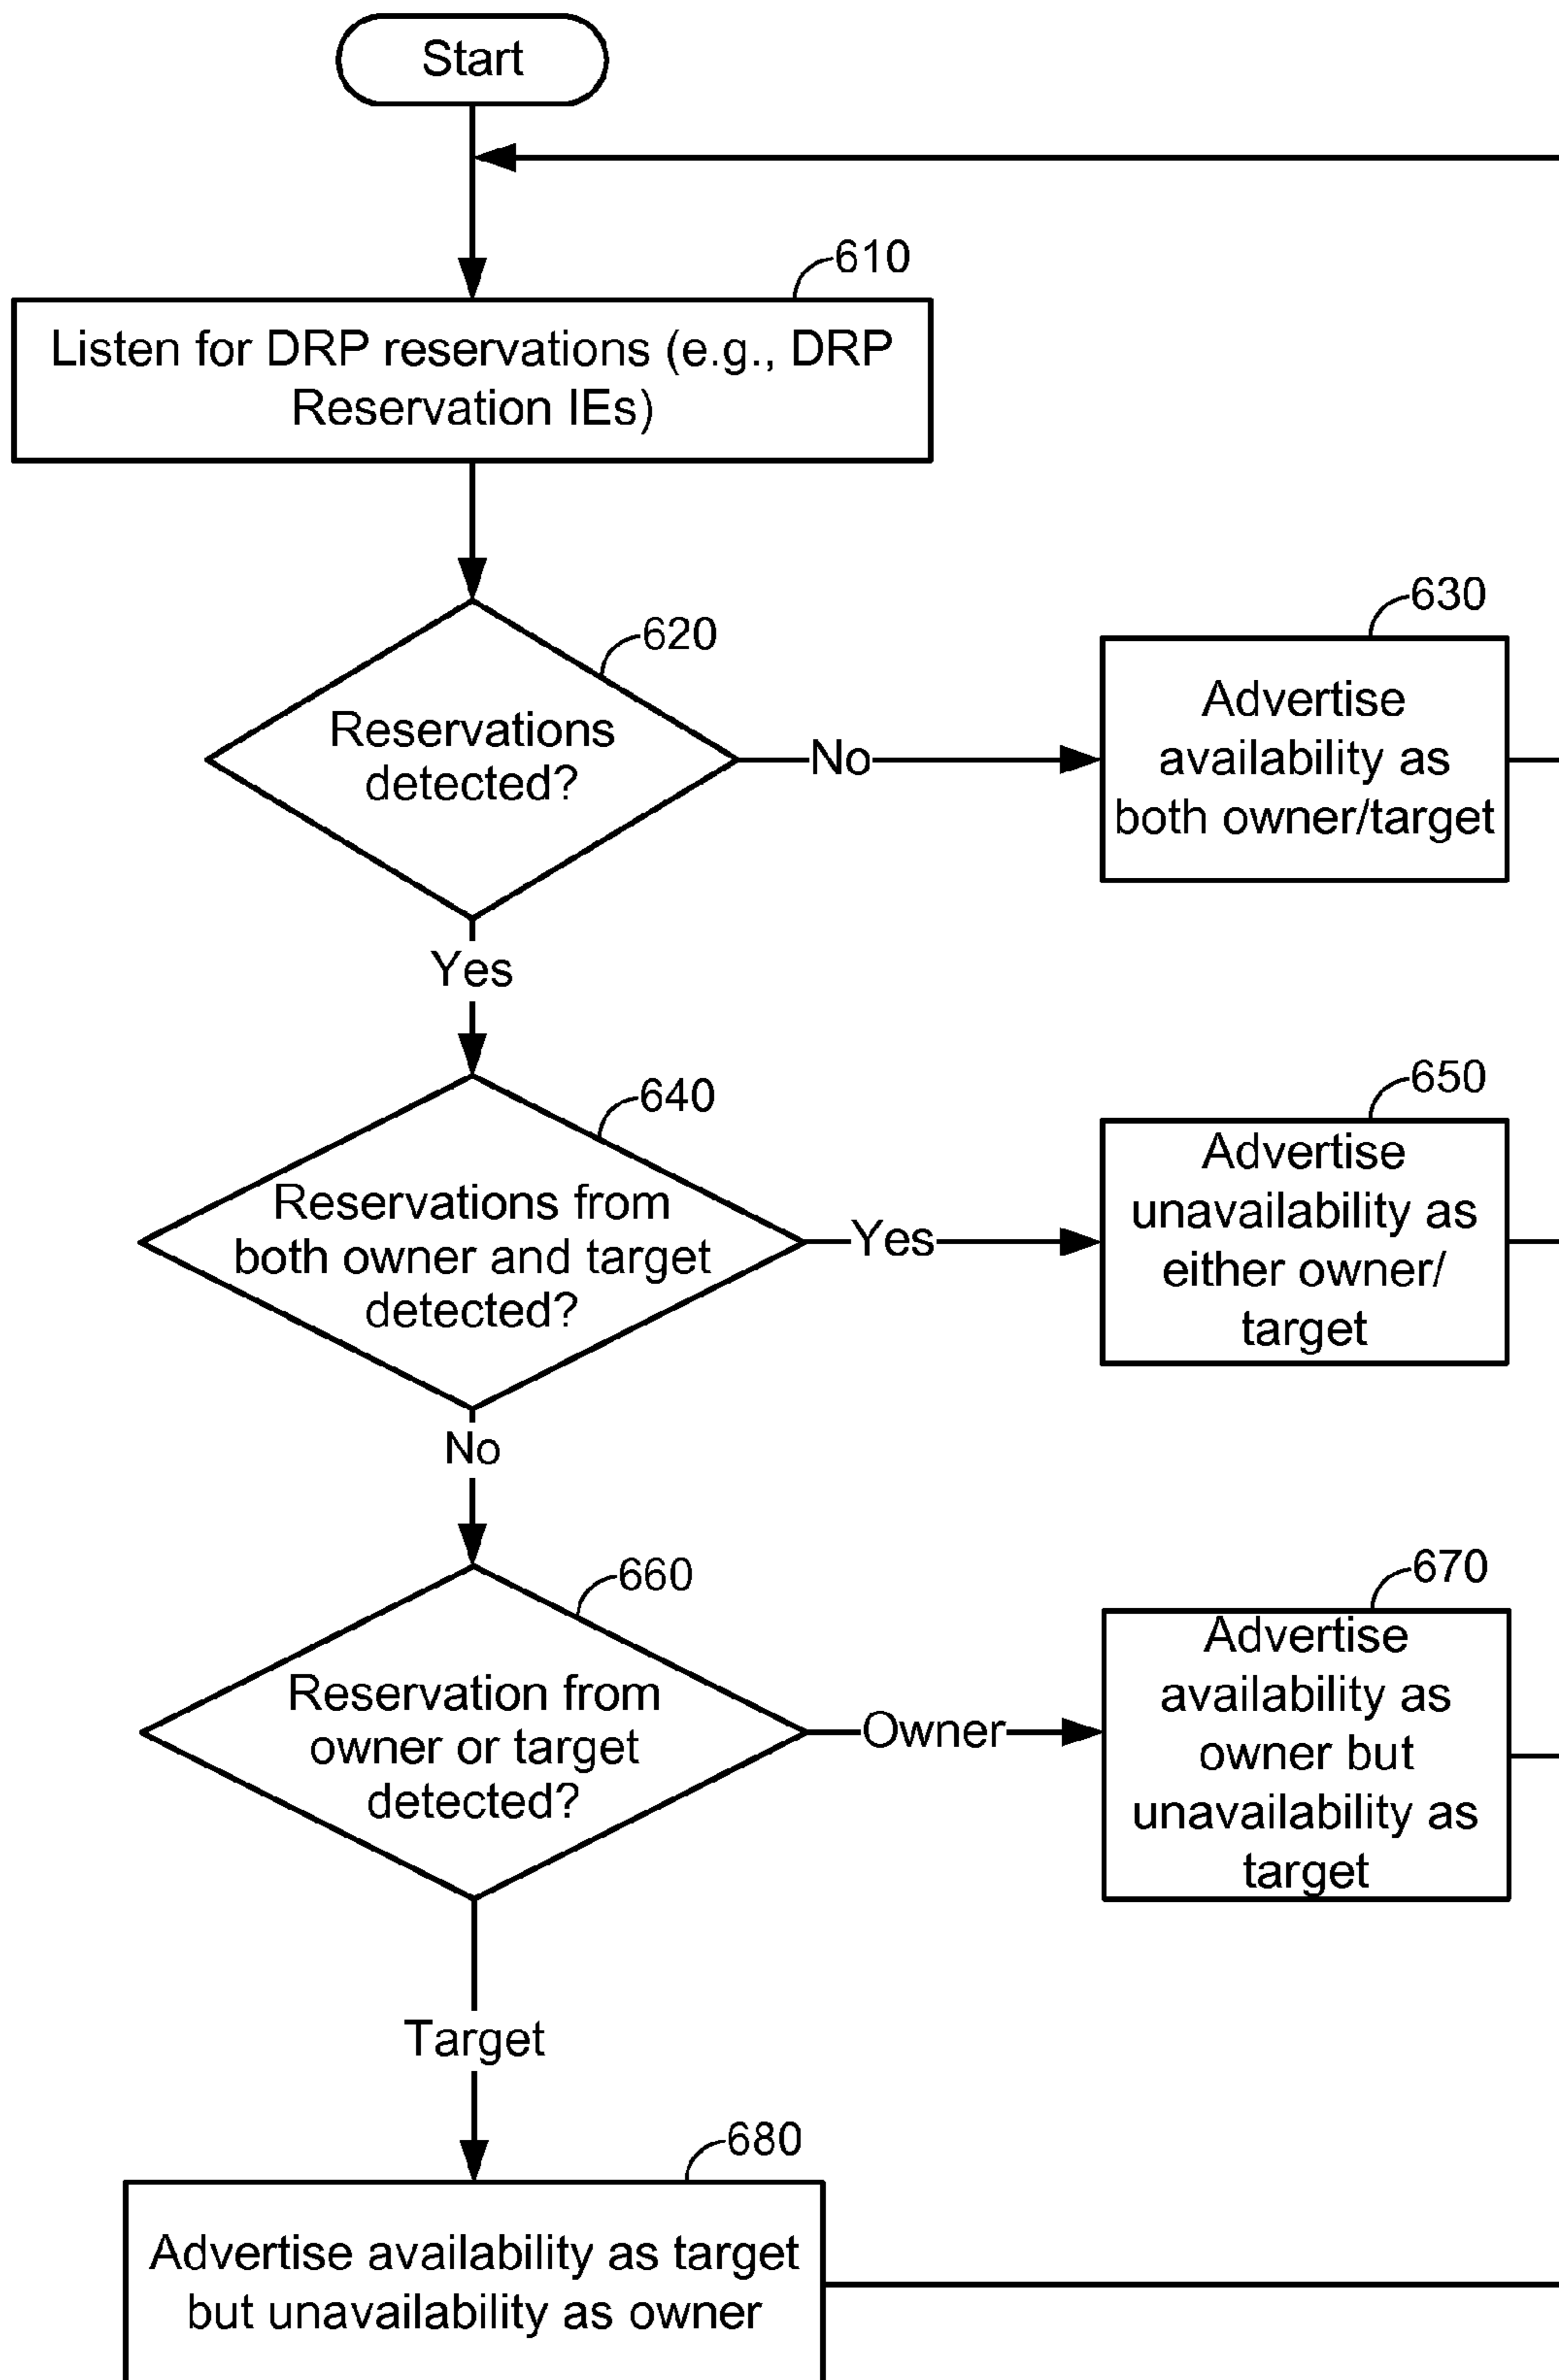 Start
610
Listen for DRP reservations (e.g., DRP
Reservation IEs)
620
Reservations
detected?
No
630
Advertise
availability as
both owner/target
Yes
640
Reservations from
both owner and target
detected?
Yes
650
Advertise
unavailability as
either owner/
target
No
660
Reservation from
owner or target
detected?
Owner
670
Advertise
availability as
owner but
unavailability as
target
Target
680
Advertise availability as target
but unavailability as owner